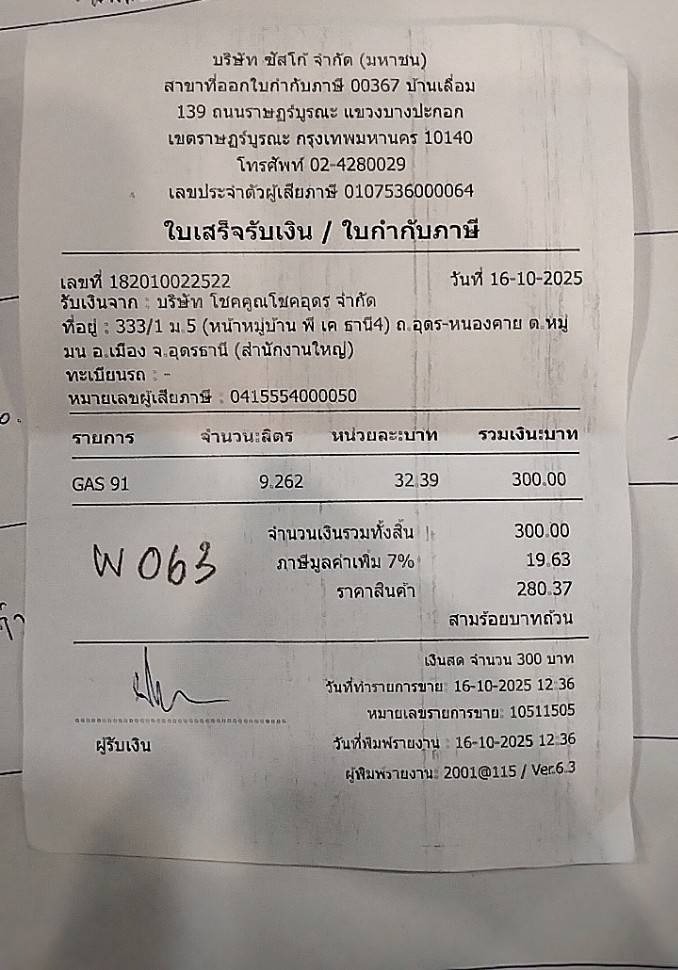 บริษัท ซัสโก้ จำกัด (มหาชน)
สาขาที่ออกใบกำกับภาษี 00367 บ้านเลื่อม
139 ถนนราษฎร์บูรณะ แขวงบางปะกอก
เขตราษฎร์บูรณะ กรุงเทพมหานคร 10140
โทรศัพท์ 02-4280029
เลขประจำตัวผู้เสียภาษี 0107536000064
ใบเสร็จรับเงิน / ใบกำกับภาษี
เลขที่ 182010022522 วันที่ 16-10-2025
รับเงินจาก : บริษัท โชคคูณโชคอุดร จำกัด
ที่อยู่ : 333/1 ม.5 (หน้าหมู่บ้าน พี เค ธานี4) ถ.อุดร-หนองคาย ต.หมู
มน อ.เมือง จ.อุดรธานี (สำนักงานใหญ่)
ทะเบียนรถ : -
หมายเลขผู้เสียภาษี : 0415554000050
รายการ จำนวน:ลิตร หน่วยละ:บาท รวมเงิน:บาท
GAS 91 9.262 32.39 300.00
จำนวนเงินรวมทั้งสิ้น 300.00
W063 ภาษีมูลค่าเพิ่ม 7% 19.63
ราคาสินค้า 280.37
สามร้อยบาทถ้วน
เงินสด จำนวน 300 บาท
วันที่ทำรายการขาย: 16-10-2025 12:36
หมายเลขรายการขาย: 10511505
ผู้รับเงิน วันที่พิมพ์รายงาน : 16-10-2025 12:36
ผู้พิมพ์รายงาน: 2001@115 / Ver.6.3